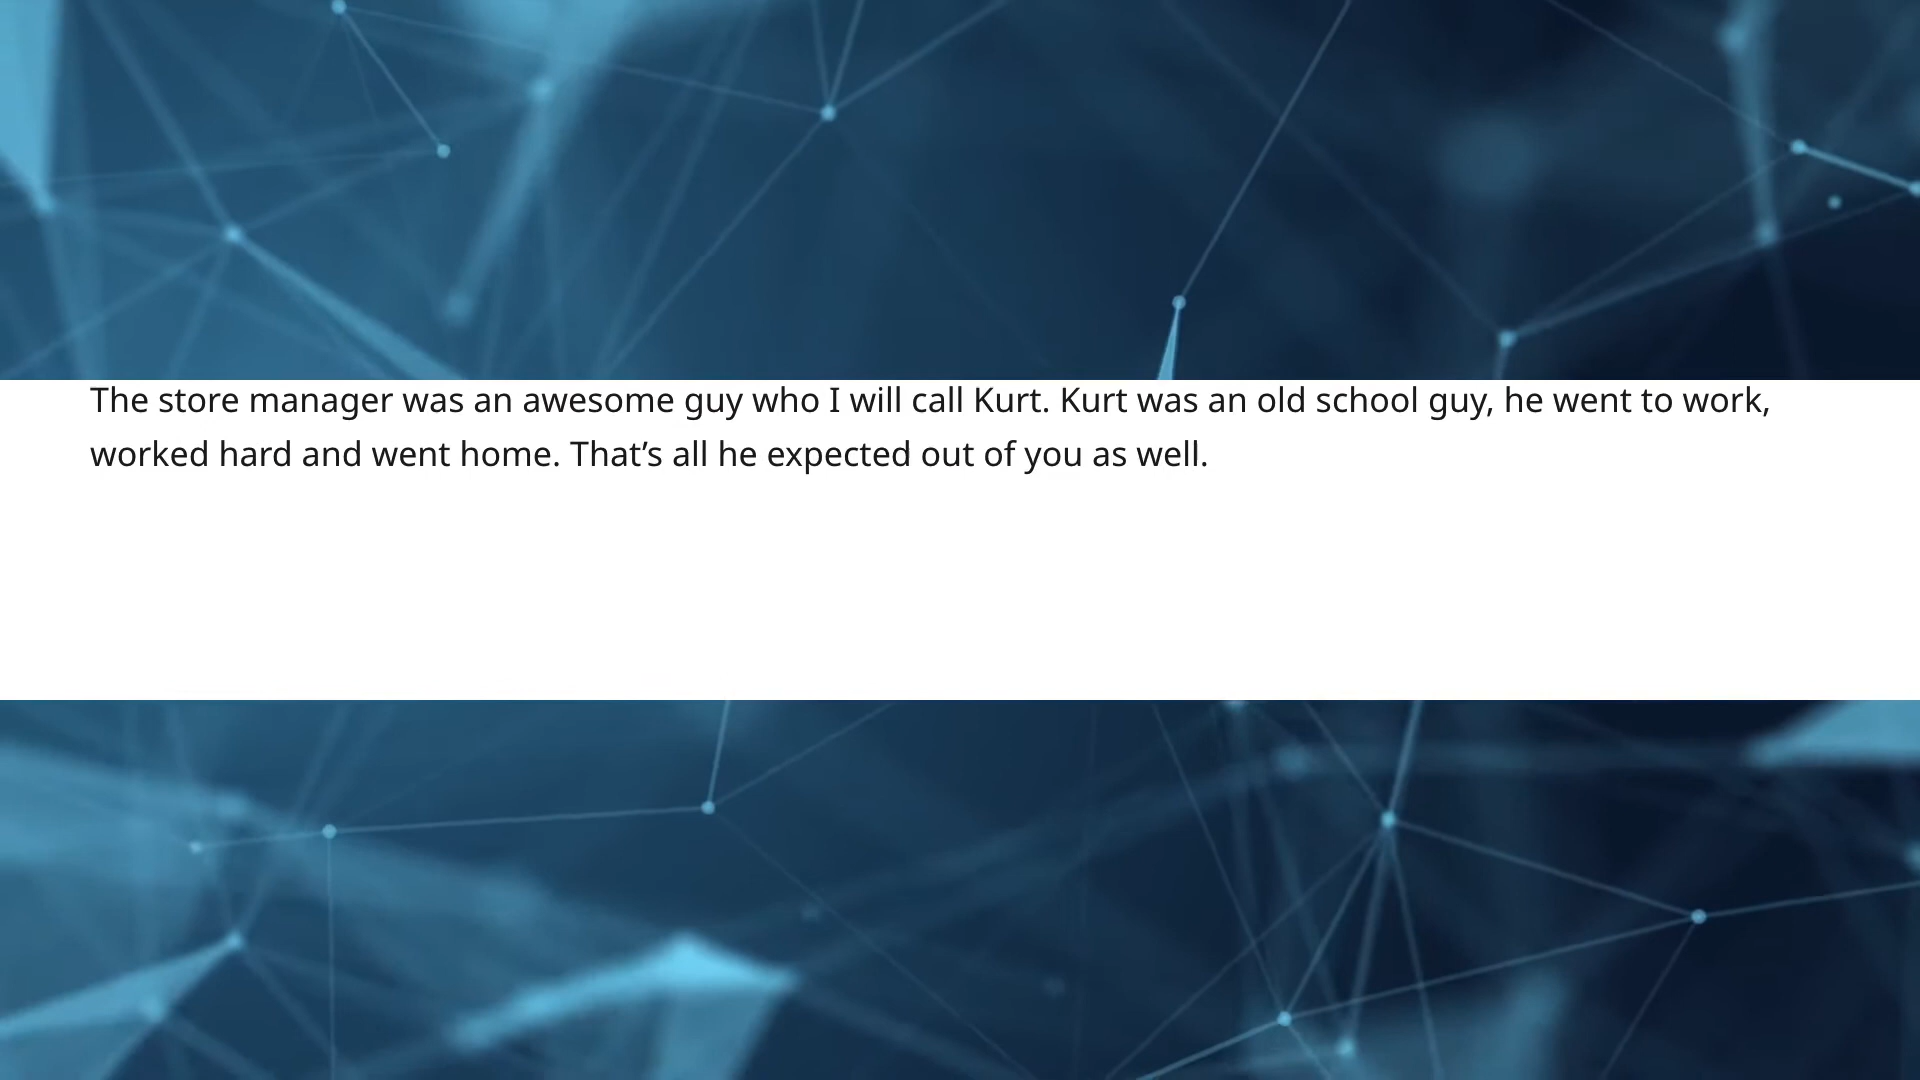 The store manager was an awesome guy who I will call Kurt. Kurt was an old school guy, he went to work,
worked hard and went home. That’s all he expected out of you as well.